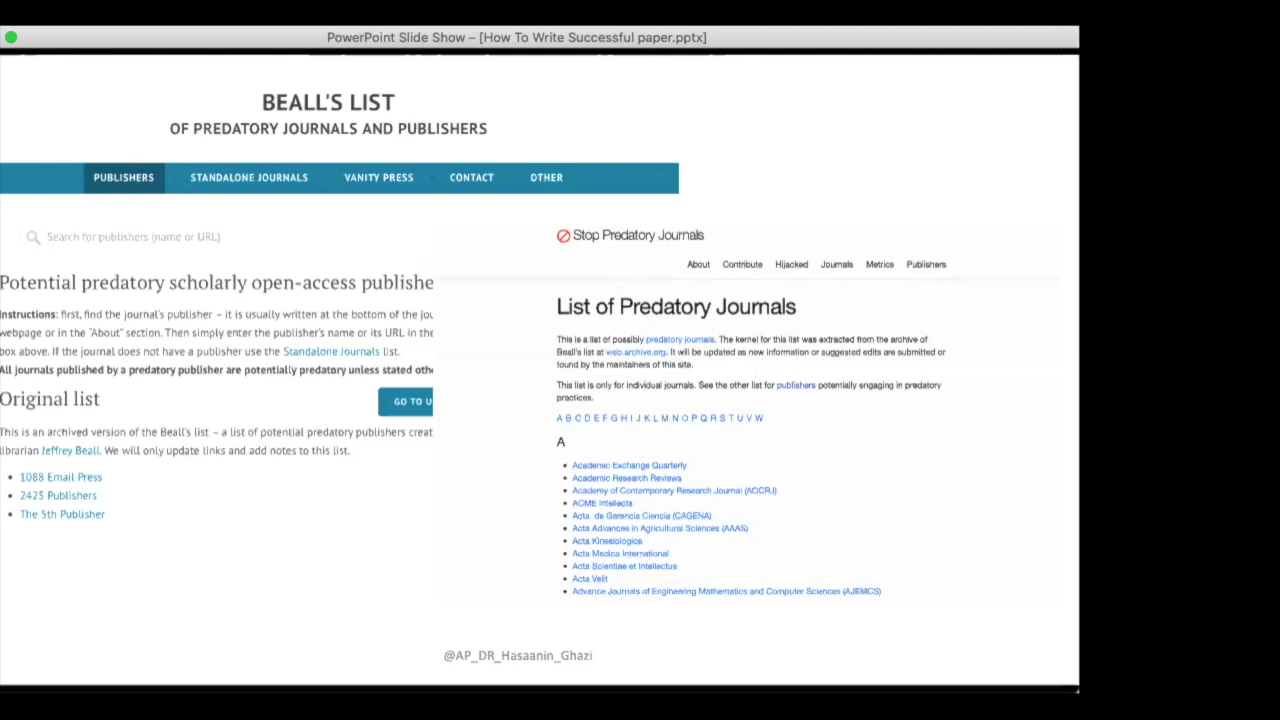 PowerPoint Slide Show – [How To Write Successful paper.pptx]
BEALL'S LIST
OF PREDATORY JOURNALS AND PUBLISHERS
PUBLISHERS STANDALONE JOURNALS VANITY PRESS CONTACT OTHER
Search for publishers (name or URL)
Potential predatory scholarly open-access publishe
Instructions: first, find the journal's publisher – it is usually written at the bottom of the jou
webpage or in the "About" section. Then simply enter the publisher's name or its URL in the
box above. If the journal does not have a publisher use the Standalone Journals list.
All journals published by a predatory publisher are potentially predatory unless stated othe
Original list
GO TO U
This is an archived version of the Beall's list – a list of potential predatory publishers creat
librarian Jeffrey Beall. We will only update links and add notes to this list.
1088 Email Press
2425 Publishers
The 5th Publisher
Stop Predatory Journals
About Contribute Hijacked Journals Metrics Publishers
List of Predatory Journals
This is a list of possibly predatory journals. The kernel for this list was extracted from the archive of
Beall's list at web.archive.org. It will be updated as new information or suggested edits are submitted or
found by the maintainers of this site.
This list is only for individual journals. See the other list for publishers potentially engaging in predatory
practices.
A B C D E F G H I J K L M N O P Q R S T U V W
A
Academic Exchange Quarterly
Academic Research Reviews
Academy of Contemporary Research Journal (AOCRJ)
ACME Intellects
Acta de Gerencia Ciencia (CAGENA)
Acta Advances in Agricultural Sciences (AAAS)
Acta Kinesiologica
Acta Medica International
Acta Scientiae et Intellectus
Acta Velit
Advance Journals of Engineering Mathematics and Computer Sciences (AJEMCS)
@AP_DR_Hasaanin_Ghazi